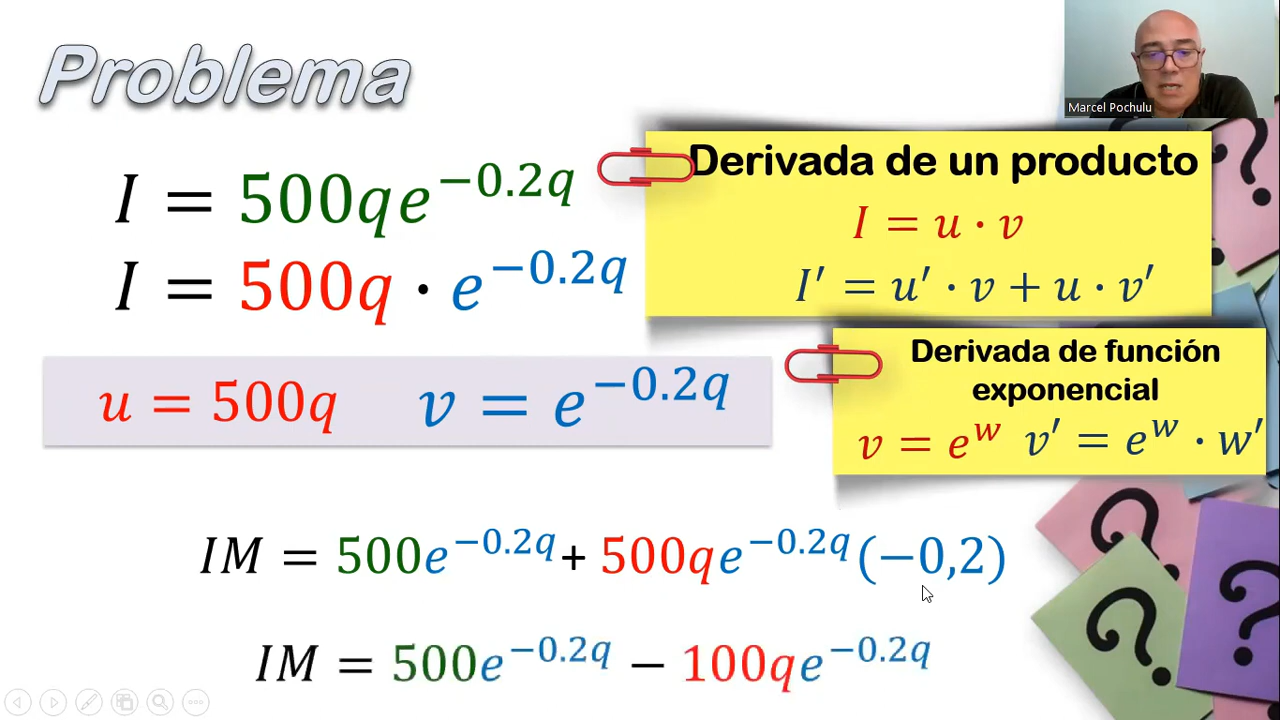 Problema
Marcel Pochulu
I = 500qe^{−0.2q}
I = 500q · e^{−0.2q}
Derivada de un producto
I = u · v
I′ = u′ · v + u · v′
u = 500q v = e^{−0.2q}
Derivada de función
exponencial
v = e^w v′ = e^w · w′
IM = 500e^{−0.2q} + 500qe^{−0.2q}(−0,2)
IM = 500e^{−0.2q} − 100qe^{−0.2q}